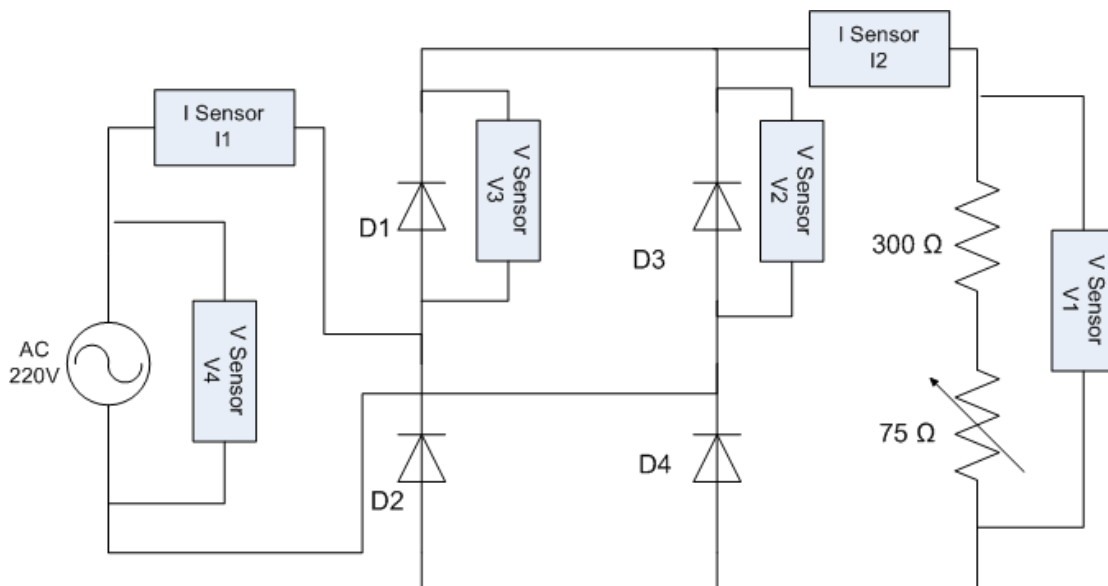 I Sensor
I2
I Sensor
I1
V Sensor
V3
V Sensor
V2
D1
D3
300 Ω
V Sensor
V1
AC
220V
V Sensor
V4
75 Ω
D2
D4